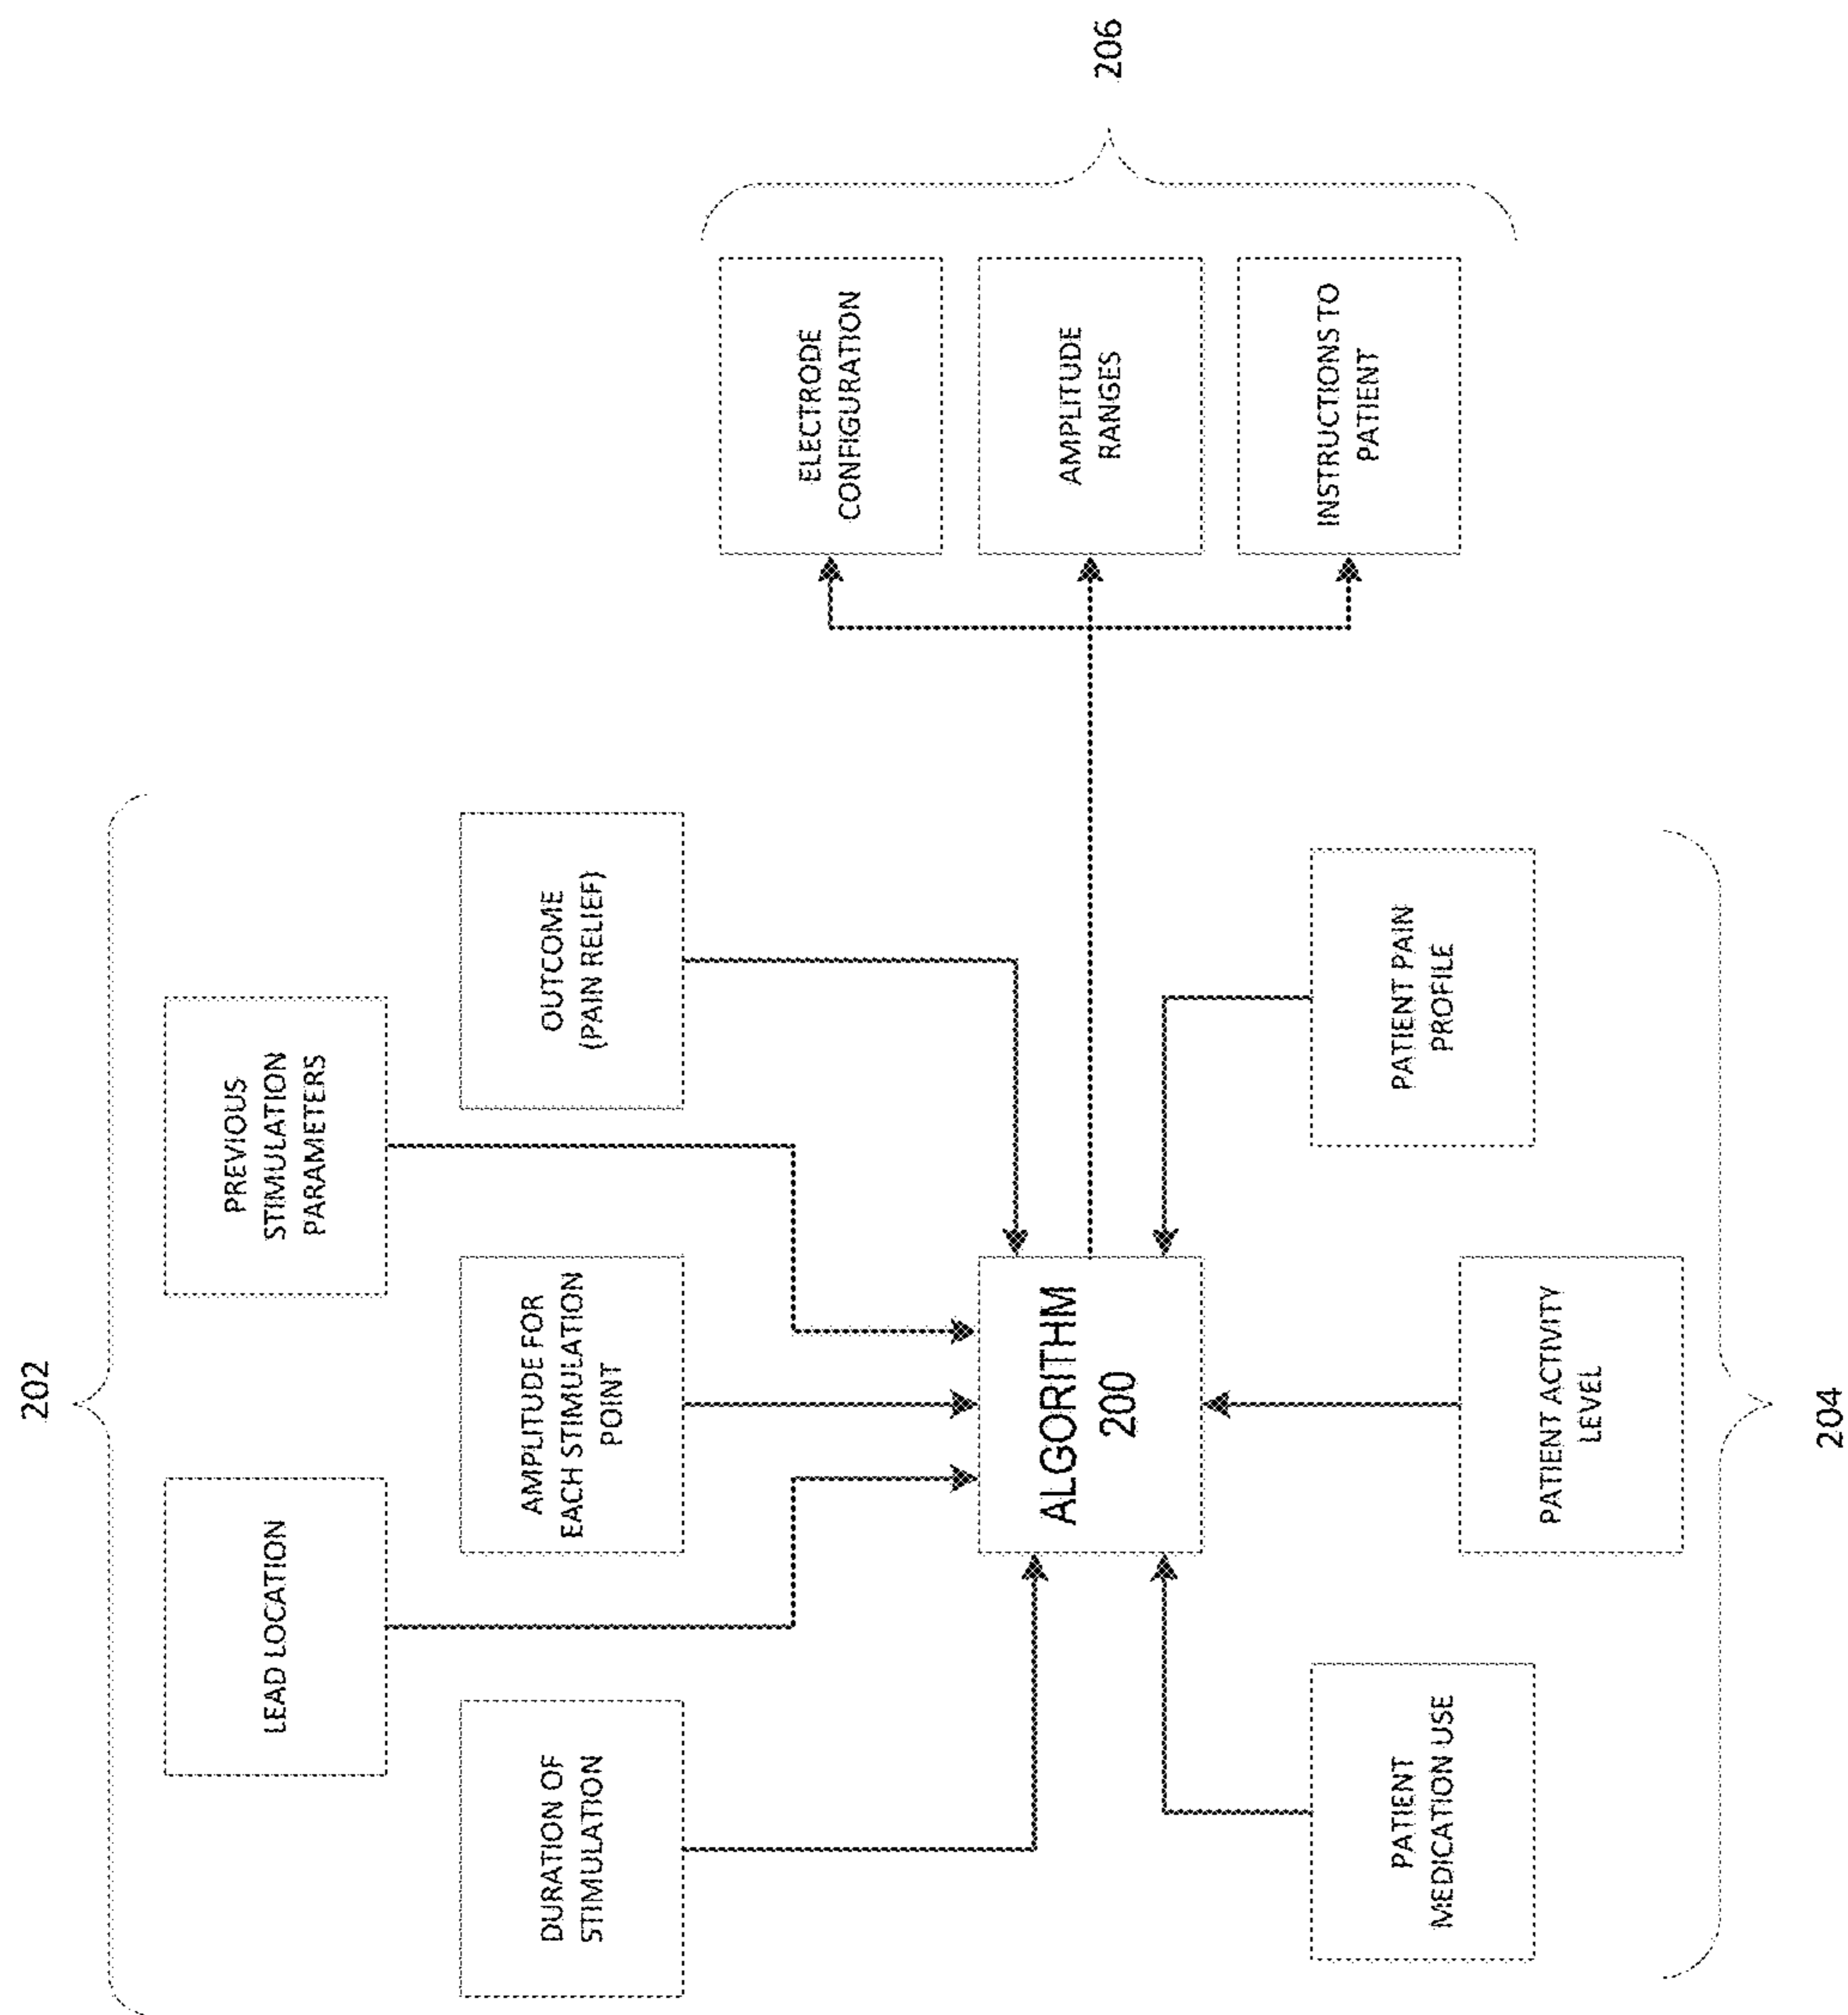 202
LEAD LOCATION
PREVIOUS
STIMULATION
PARAMETERS
DURATION OF
STIMULATION
AMPLITUDE FOR
EACH STIMULATION
POINT
OUTCOME
(PAIN RELIEF)
ALGORITHM
200
PATIENT
MEDICATION USE
PATIENT ACTIVITY
LEVEL
PATIENT PAIN
PROFILE
204
ELECTRODE
CONFIGURATION
AMPLITUDE
RANGES
INSTRUCTIONS TO
PATIENT
206